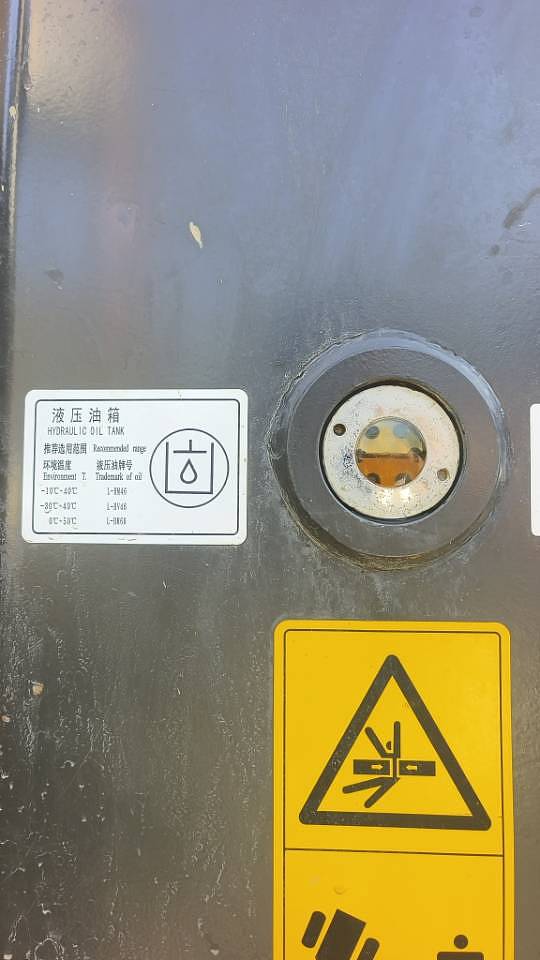 液压油箱
HYDRAULIC OIL TANK
推荐选用范围 Recommended range
环境温度 液压油牌号
Environment T. Trademark of oil
-10℃~40℃ L-HM46
-30℃~40℃ L-HV46
0℃~50℃ L-HM68